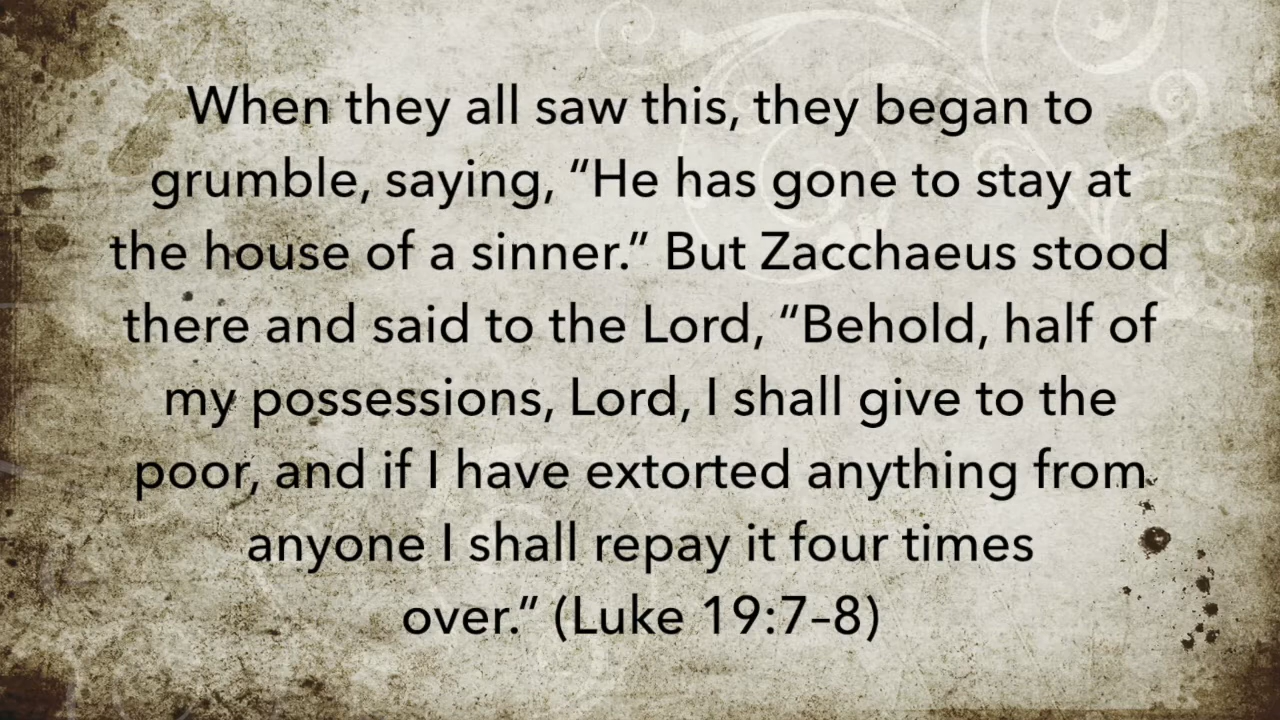 When they all saw this, they began to
grumble, saying, “He has gone to stay at
the house of a sinner.” But Zacchaeus stood
there and said to the Lord, “Behold, half of
my possessions, Lord, I shall give to the
poor, and if I have extorted anything from
anyone I shall repay it four times
over.” (Luke 19:7–8)